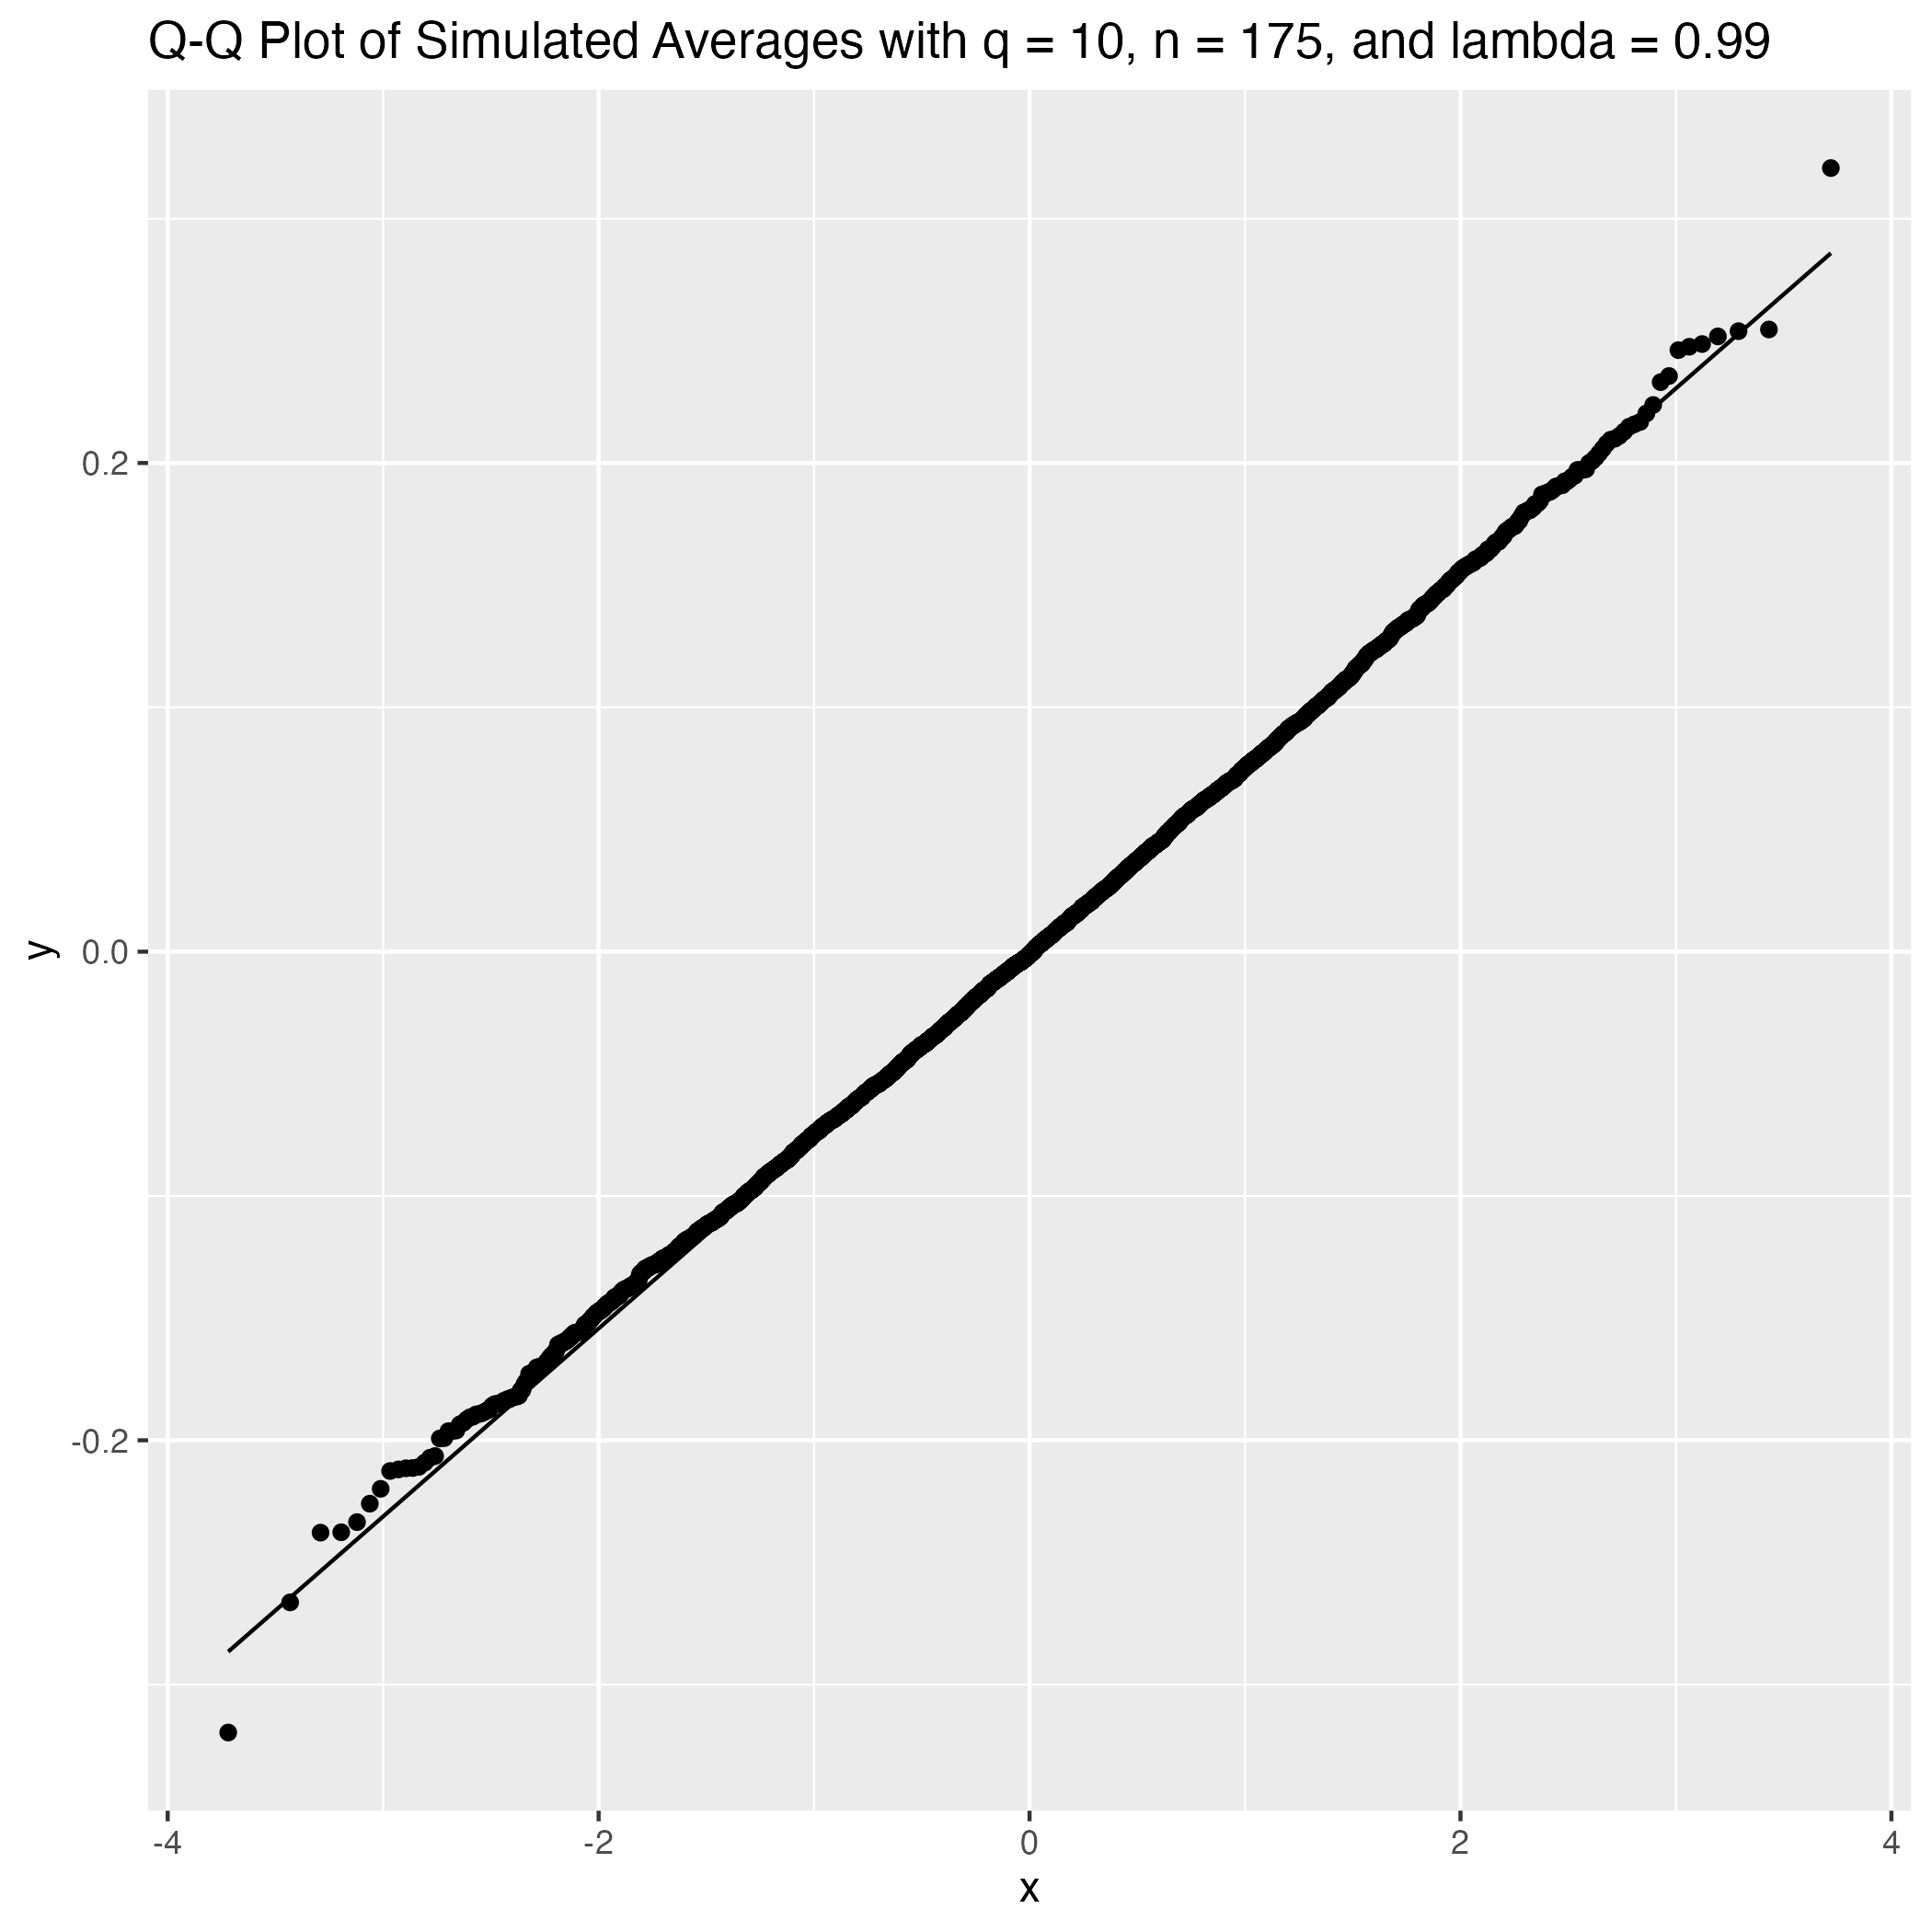 Q-Q Plot of Simulated Averages with q = 10, n = 175, and lambda = 0.99
y
0.2
0.0
-0.2
-4 -2 0 2 4
x